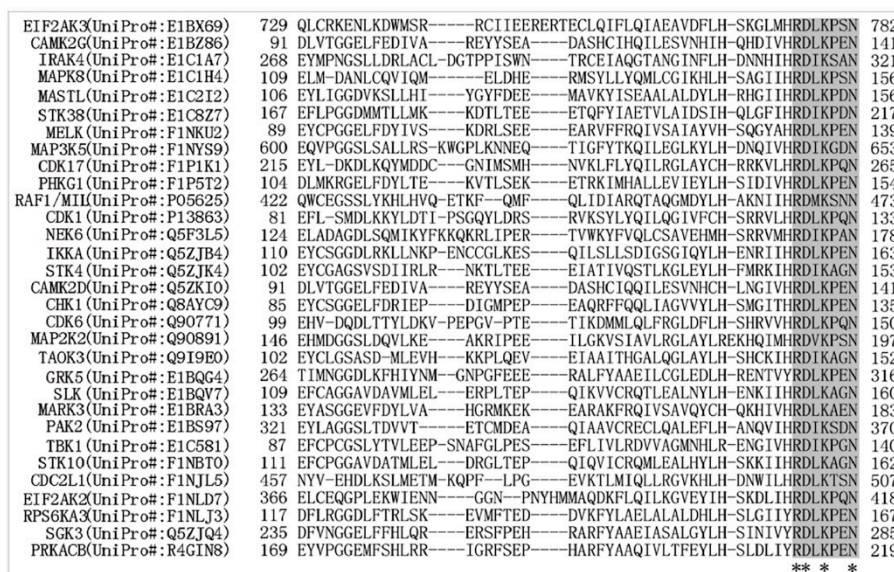 EIF2AK3(UniPro#:E1BX69) 729 QLCRKENLKDWMSR-----RCIIEERERTECLQIFLQIAEAVDFLH-SKGLMHRDLKPSN 782
CAMK2G(UniPro#:E1BZ86) 91 DLVTGGELFEDIVA----REYYSEA----DASHCIHQILESVNHIH-QHDIVHRDLKPEN 141
IRAK4(UniPro#:E1C1A7) 268 EYMPNGSLLDRLACL-DGTPPISWN----TRCEIAQGTANGINFLH-DNNHIHRDIKSAN 321
MAPK8(UniPro#:E1C1H4) 109 ELM-DANLCQVIQM-----ELDHE----RMSYLLYQMLCGIKHLH-SAGIIHRDLKPSN 156
MASTL(UniPro#:E1C2I2) 106 EYLIGGDVKSLLHI----YGYFDEE----MAVKYISEAALALDYLH-RHGIIHRDLKPDN 156
STK38(UniPro#:E1C8Z7) 167 EFLPGGDMMTLLMK----KDTLTEE----ETQFYIAETVLAIDSIH-QLGFIHRDIKPDN 217
MELK(UniPro#:F1NKU2) 89 EYCPGGELFDYIVS----KDRLSEE----EARVFFRQIVSAIAYVH-SQGYAHRDLKPEN 139
MAP3K5(UniPro#:F1NYS9) 600 EQVPGGSLSALLRS-KWGPLKNNEQ----TIGFYTKQILEGLKYLH-DNQIVHRDIKGDN 653
CDK17(UniPro#:F1P1K1) 215 EYL-DKDLKQYMDDC--GNIMSMH----NVKLFLYQILRGLAYCH-RRKVLHRDLKPQN 265
PHKG1(UniPro#:F1P5T2) 104 DLMKRGELFDYLTE----KVTLSEK----ETRKIMHALLEVIEYLH-SIDIVHRDLKPEN 154
RAF1/MIL(UniPro#:P05625) 422 QWCEGSSLYKHLHVQ-ETKF--QMF----QLIDIARQTAQGMDYLH-AKNIIHRDMKSNN 473
CDK1(UniPro#:P13863) 81 EFL-SMDLKKYLDTI-PSGQYLDRS----RVKSYLYQILQGIVFCH-SRRVLHRDLKPQN 133
NEK6(UniPro#:Q5F3L5) 124 ELADAGDLSQMIKYFKKQKRLIPER----TVWKYFVQLCSAVEHMH-SRRVMHRDIKPAN 178
IKKA(UniPro#:Q5ZJB4) 110 EYCSGGDLRKLLNKP-ENCCGLKES----QILSLLSDIGSGIQYLH-ENRIIHRDLKPEN 163
STK4(UniPro#:Q5ZJK4) 102 EYCGAGSVSDIIRLR--NKTLTEE----EIATIVQSTLKGLEYLH-FMRKIHRDIKAGN 153
CAMK2D(UniPro#:Q5ZKI0) 91 DLVTGGELFEDIVA----REYYSEA----DASHCIQQILESVNHCH-LNGIVHRDLKPEN 141
CHK1(UniPro#:Q8AYC9) 85 EYCSGGELFDRIEP----DIGMPEP----EAQRFFQQLIAGVVYLH-SMGITHRDLKPEN 135
CDK6(UniPro#:Q90771) 99 EHV-DQDLTTYLDKV-PEPGV-PTE----TIKDMMLQLFRGLDFLH-SHRVVHRDLKPQN 150
MAP2K2(UniPro#:Q90891) 146 EHMDGGSLDQVLKE----AKRIPEE----ILGKVSIAVLRGLAYLREKHQIMHRDVKPSN 197
TAOK3(UniPro#:Q9I9E0) 102 EYCLGSASD-MLEVH---KKPLQEV----EIAAITHGALQGLAYLH-SHCKIHRDIKAGN 152
GRK5(UniPro#:E1BQG4) 264 TIMNGGDLKFHIYNM--GNPGFEEE----RALFYAAEILCGLEDLH-RENTVYRDLKPEN 316
SLK(UniPro#:E1BQV7) 109 EFCAGGAVDAVMLEL---ERPLTEP----QIKVVCRQTLEALNYLH-ENKIIHRDLKAGN 160
MARK3(UniPro#:E1BRA3) 133 EYASGGEVFDYLVA---HGRMKEK----EARAKFRQIVSAVQYCH-QKHIVHRDLKAEN 183
PAK2(UniPro#:E1BS97) 321 EYLAGGSLTDVVT-----ETCMDEA----QIAAVCRECLQALEFLH-ANQVIHRDIKSDN 370
TBK1(UniPro#:E1C581) 87 EFCPCGSLYTVLEEP-SNAFGLPES----EFLIVLRDVVAGMNHLR-ENGIVHRDIKPGN 140
STK10(UniPro#:F1NBT0) 111 EFCPGGAVDATMLEL---DRGLTEP----QIQVICRQMLEALHYLH-SKKIIHRDLKAGN 162
CDC2L1(UniPro#:F1NJL5) 457 NYV-EHDLKSLMETM-KQPF--LPG----EVKTLMIQLLRGVKHLH-DNWILHRDLKTSN 507
EIF2AK2(UniPro#:F1NLD7) 366 ELCEQGPLEKWIENN----GGN--PNYHMMAQDKFLQILKGVEYIH-SKDLIHRDLKPQN 418
RPS6KA3(UniPro#:F1NLJ3) 117 DFLRGGDLFTRLSK----EVMFTED----DVKFYLAELALALDHLH-SLGIIYRDLKPEN 167
SGK3(UniPro#:Q5ZJQ4) 235 DFVNGGELFFHLQR----ERSFPEH----RARFYAAEIASALGYLH-SINIVYRDLKPEN 285
PRKACB(UniPro#:R4GIN8) 169 EYVPGGEMFSHLRR----IGRFSEP----HARFYAAQIVLTFEYLH-SLDLIYRDLKPEN 219
** * *